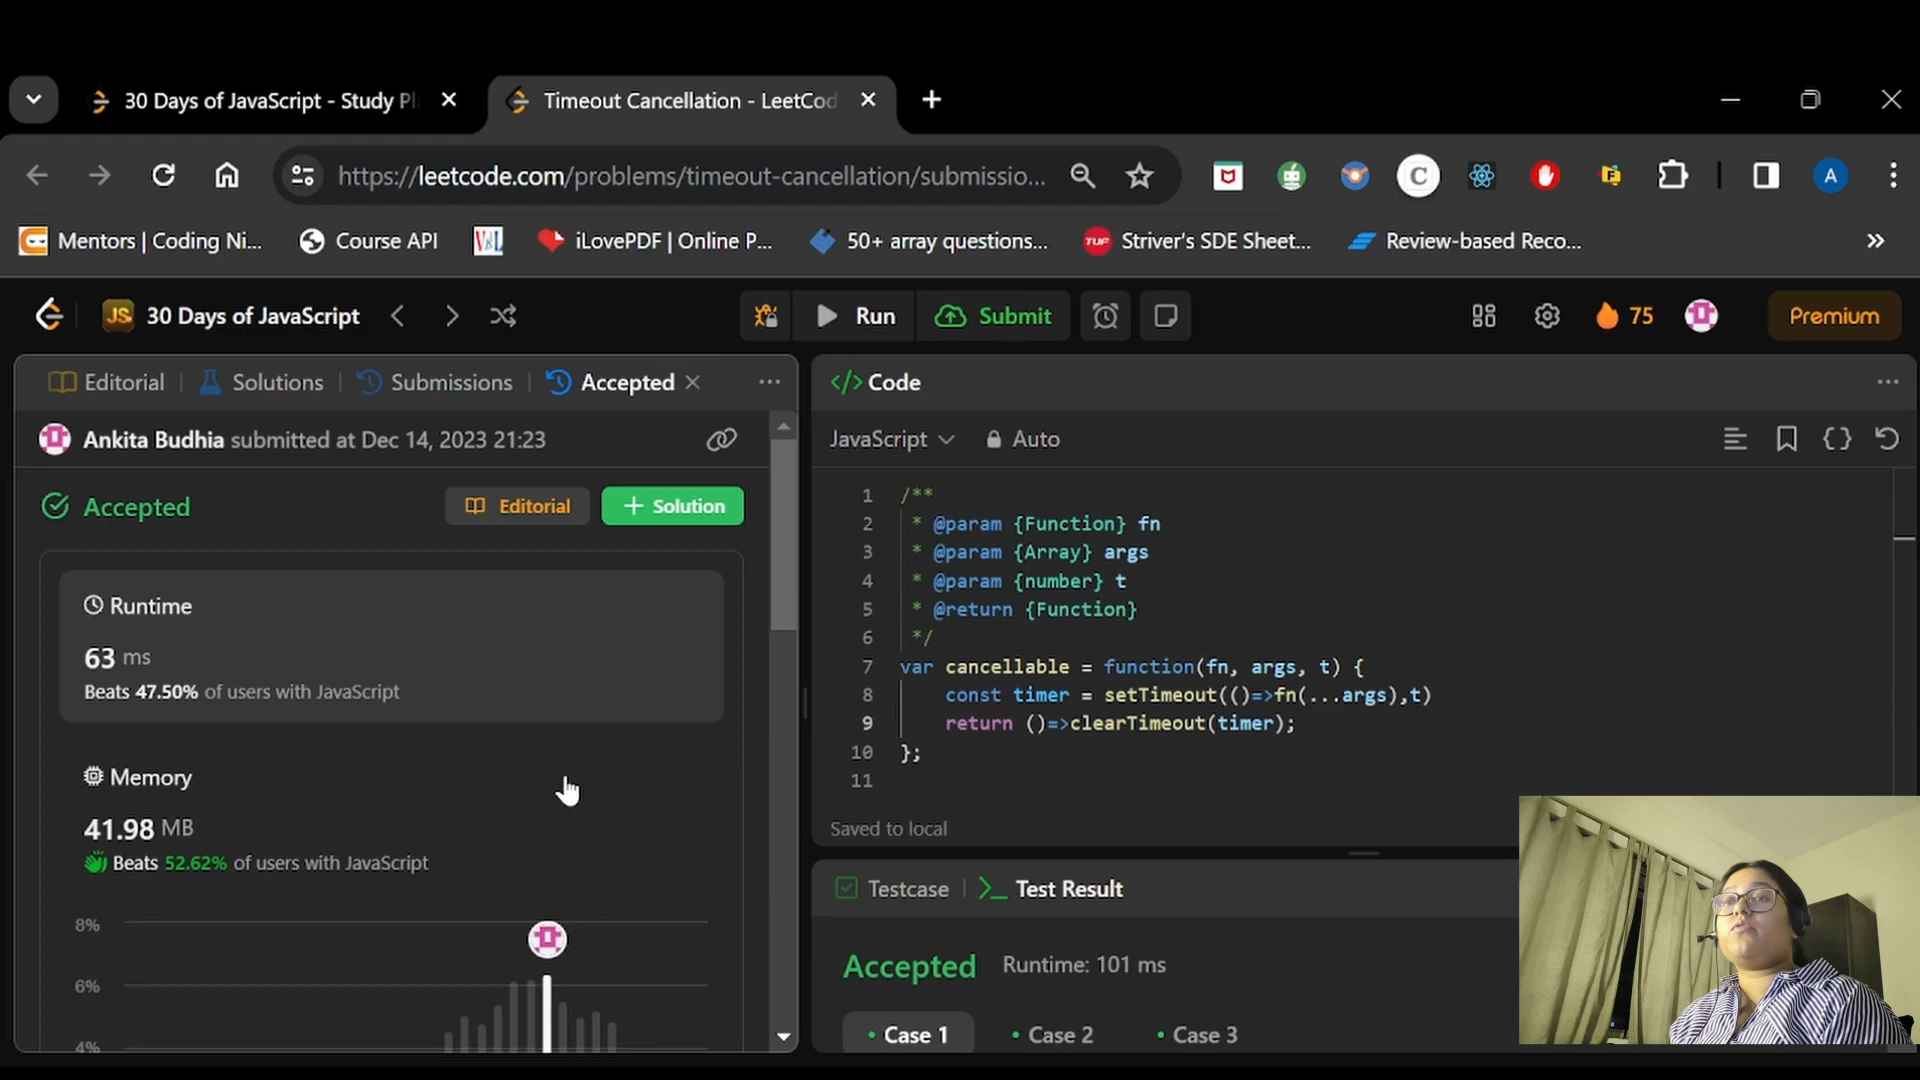 30 Days of JavaScript - Study Pl
Timeout Cancellation - LeetCod
https://leetcode.com/problems/timeout-cancellation/submissio...
C
A
Mentors | Coding Ni...
Course API
iLovePDF | Online P...
50+ array questions...
TUF
Striver's SDE Sheet...
Review-based Reco...
JS
30 Days of JavaScript
Run
Submit
75
Premium
Editorial
Solutions
Submissions
Accepted
Code
Ankita Budhia submitted at Dec 14, 2023 21:23
JavaScript
Auto
Accepted
Editorial
Solution
Runtime
63 ms
Beats 47.50% of users with JavaScript
Memory
41.98 MB
Beats 52.62% of users with JavaScript
8%
6%
4%
1 /**
2 * @param {Function} fn
3 * @param {Array} args
4 * @param {number} t
5 * @return {Function}
6 */
7 var cancellable = function(fn, args, t) {
8 const timer = setTimeout(()=>fn(...args),t)
9 return ()=>clearTimeout(timer);
10 };
11
Saved to local
Testcase
Test Result
Accepted
Runtime: 101 ms
Case 1
Case 2
Case 3